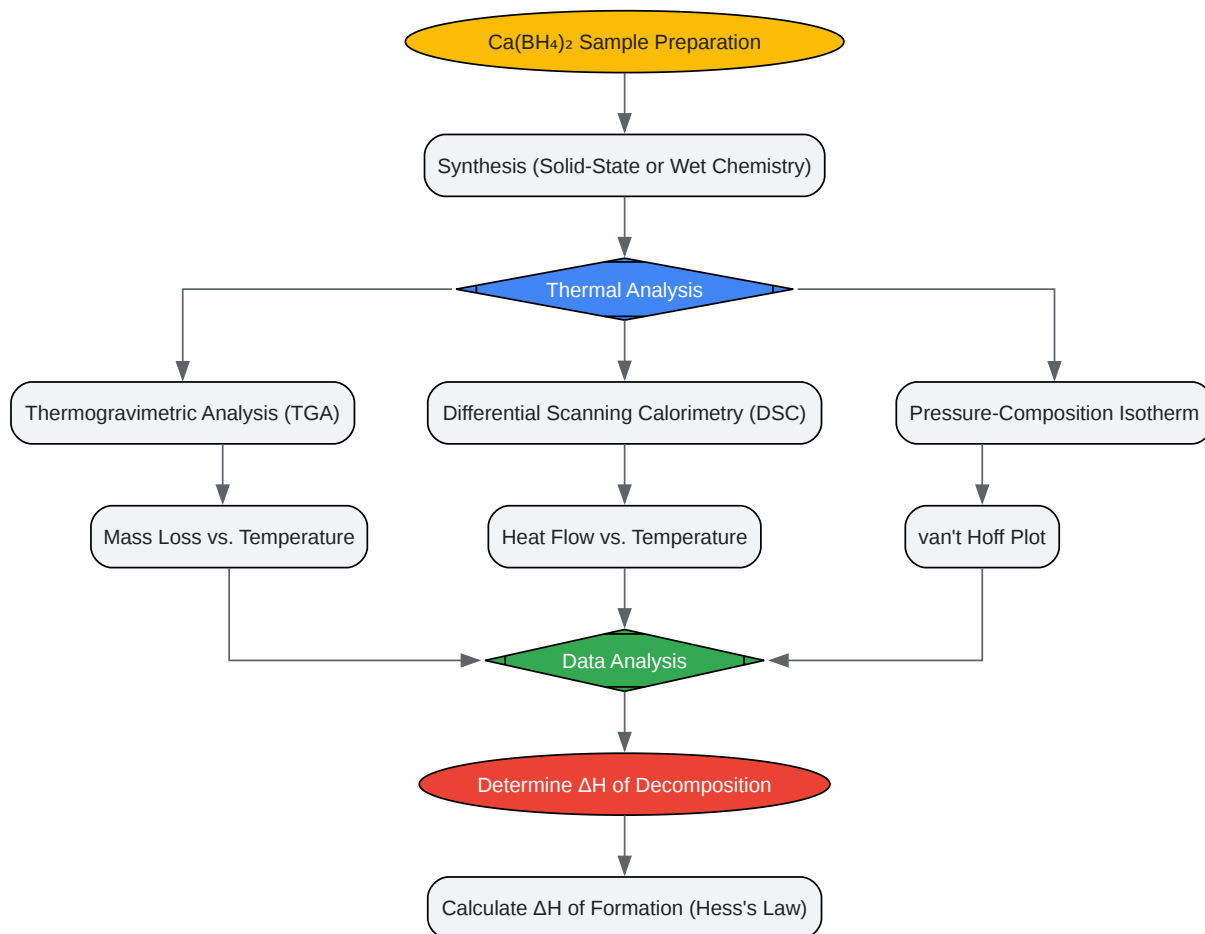 Ca(BH₄)₂ Sample Preparation
Synthesis (Solid-State or Wet Chemistry)
Thermal Analysis
Thermogravimetric Analysis (TGA)
Differential Scanning Calorimetry (DSC)
Pressure-Composition Isotherm
Mass Loss vs. Temperature
Heat Flow vs. Temperature
van't Hoff Plot
Data Analysis
Determine ΔH of Decomposition
Calculate ΔH of Formation (Hess's Law)